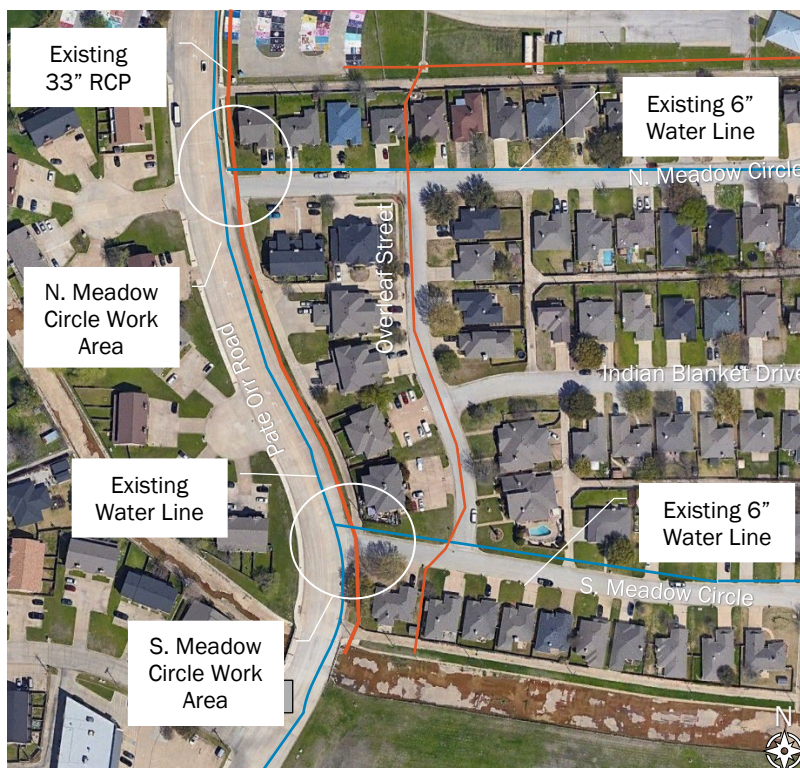 Existing
33” RCP
Existing 6”
Water Line
N. Meadow Circle
N. Meadow
Circle Work
Area
Overleaf Street
Indian Blanket Drive
Pate Orr Road
Existing
Water Line
Existing 6”
Water Line
S. Meadow Circle
S. Meadow
Circle Work
Area
N